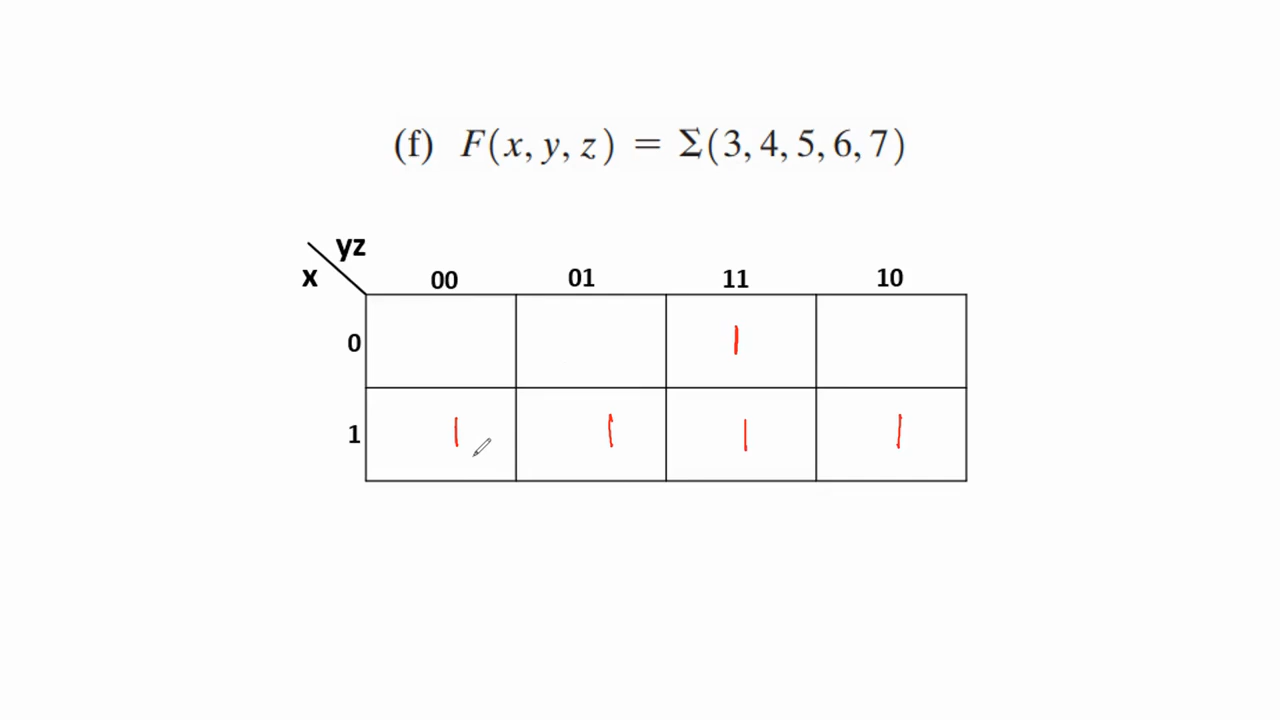 (f) F(x, y, z) = Σ(3, 4, 5, 6, 7)
yz
x 00 01 11 10
0 1
1 1 1 1 1